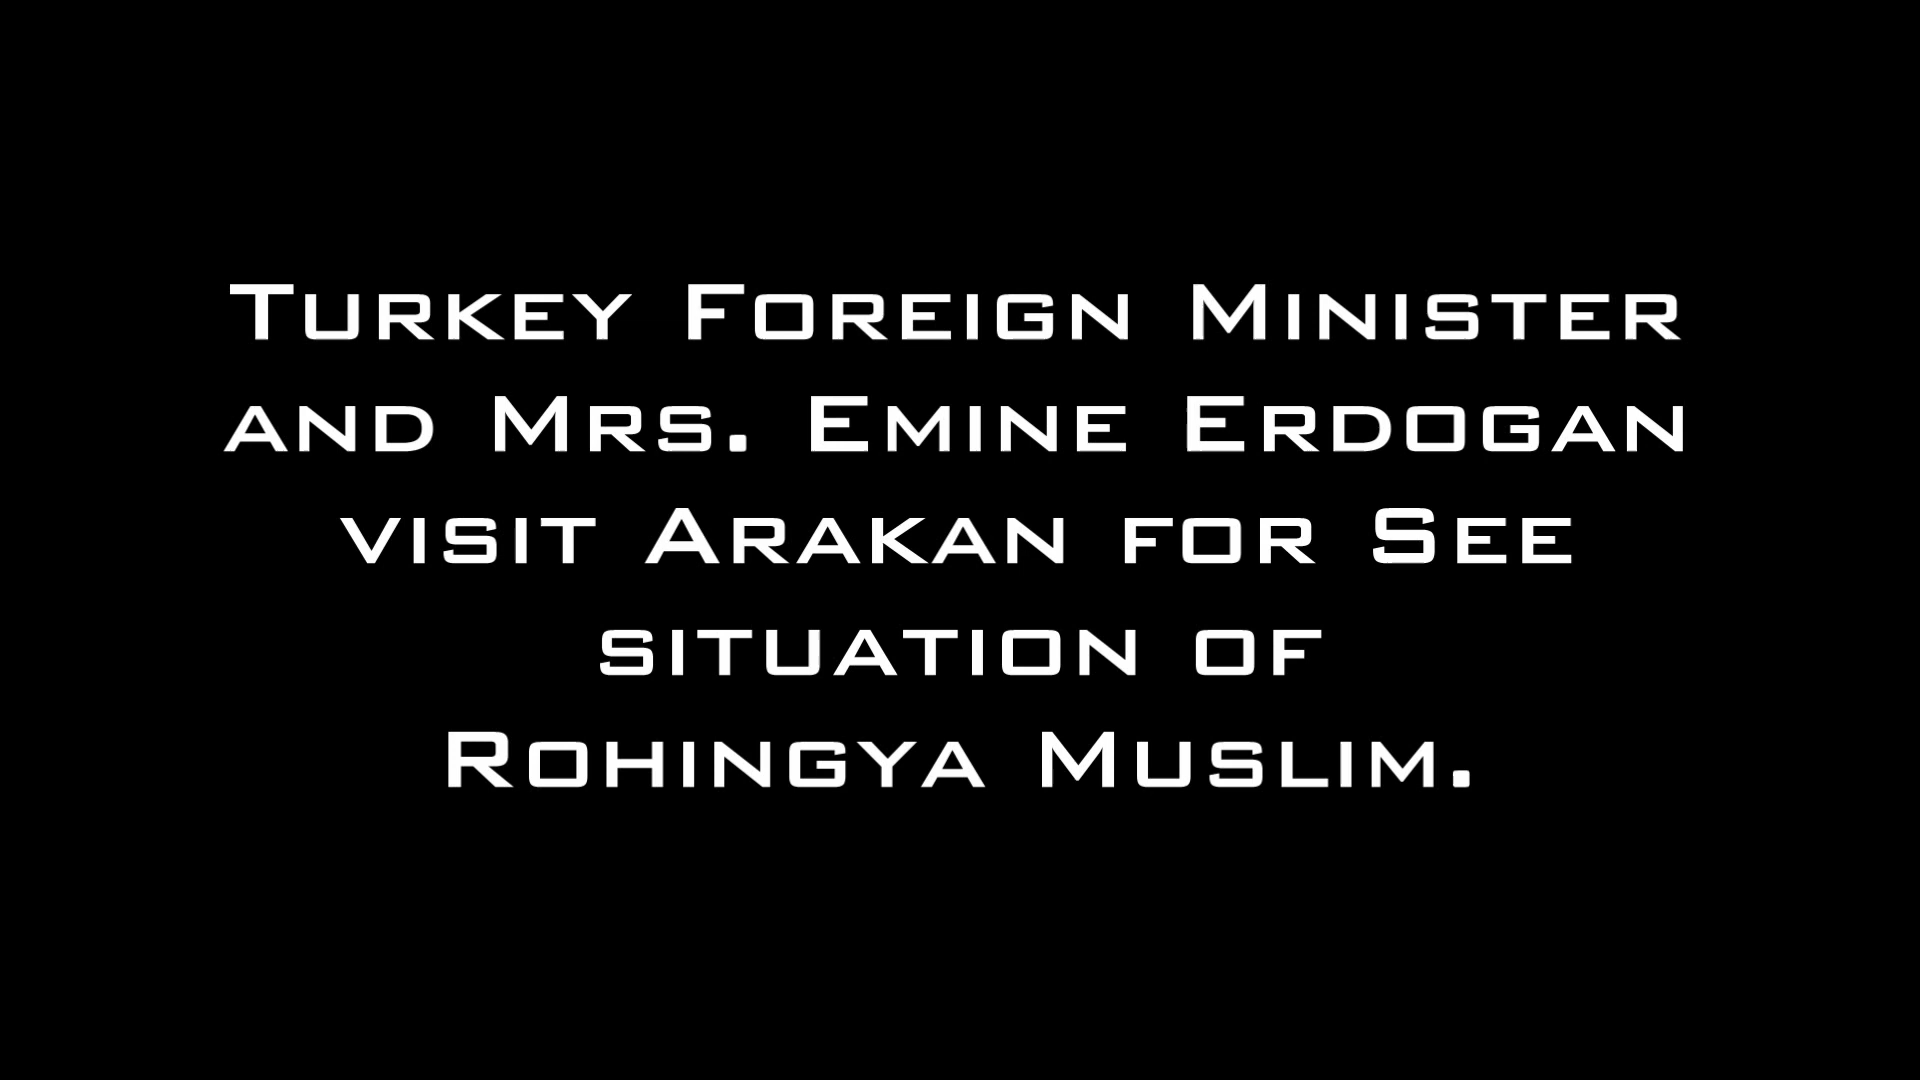 Turkey Foreign Minister
and Mrs. Emine Erdogan
visit Arakan for See
situation of
Rohingya Muslim.